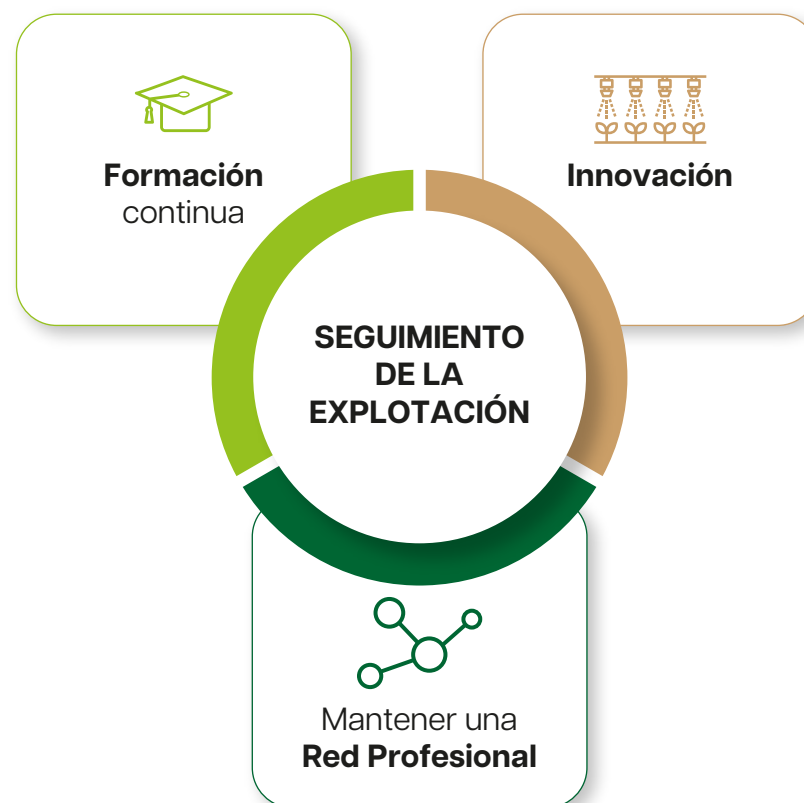 Formación
continua
Innovación
SEGUIMIENTO
DE LA
EXPLOTACIÓN
Mantener una
Red Profesional